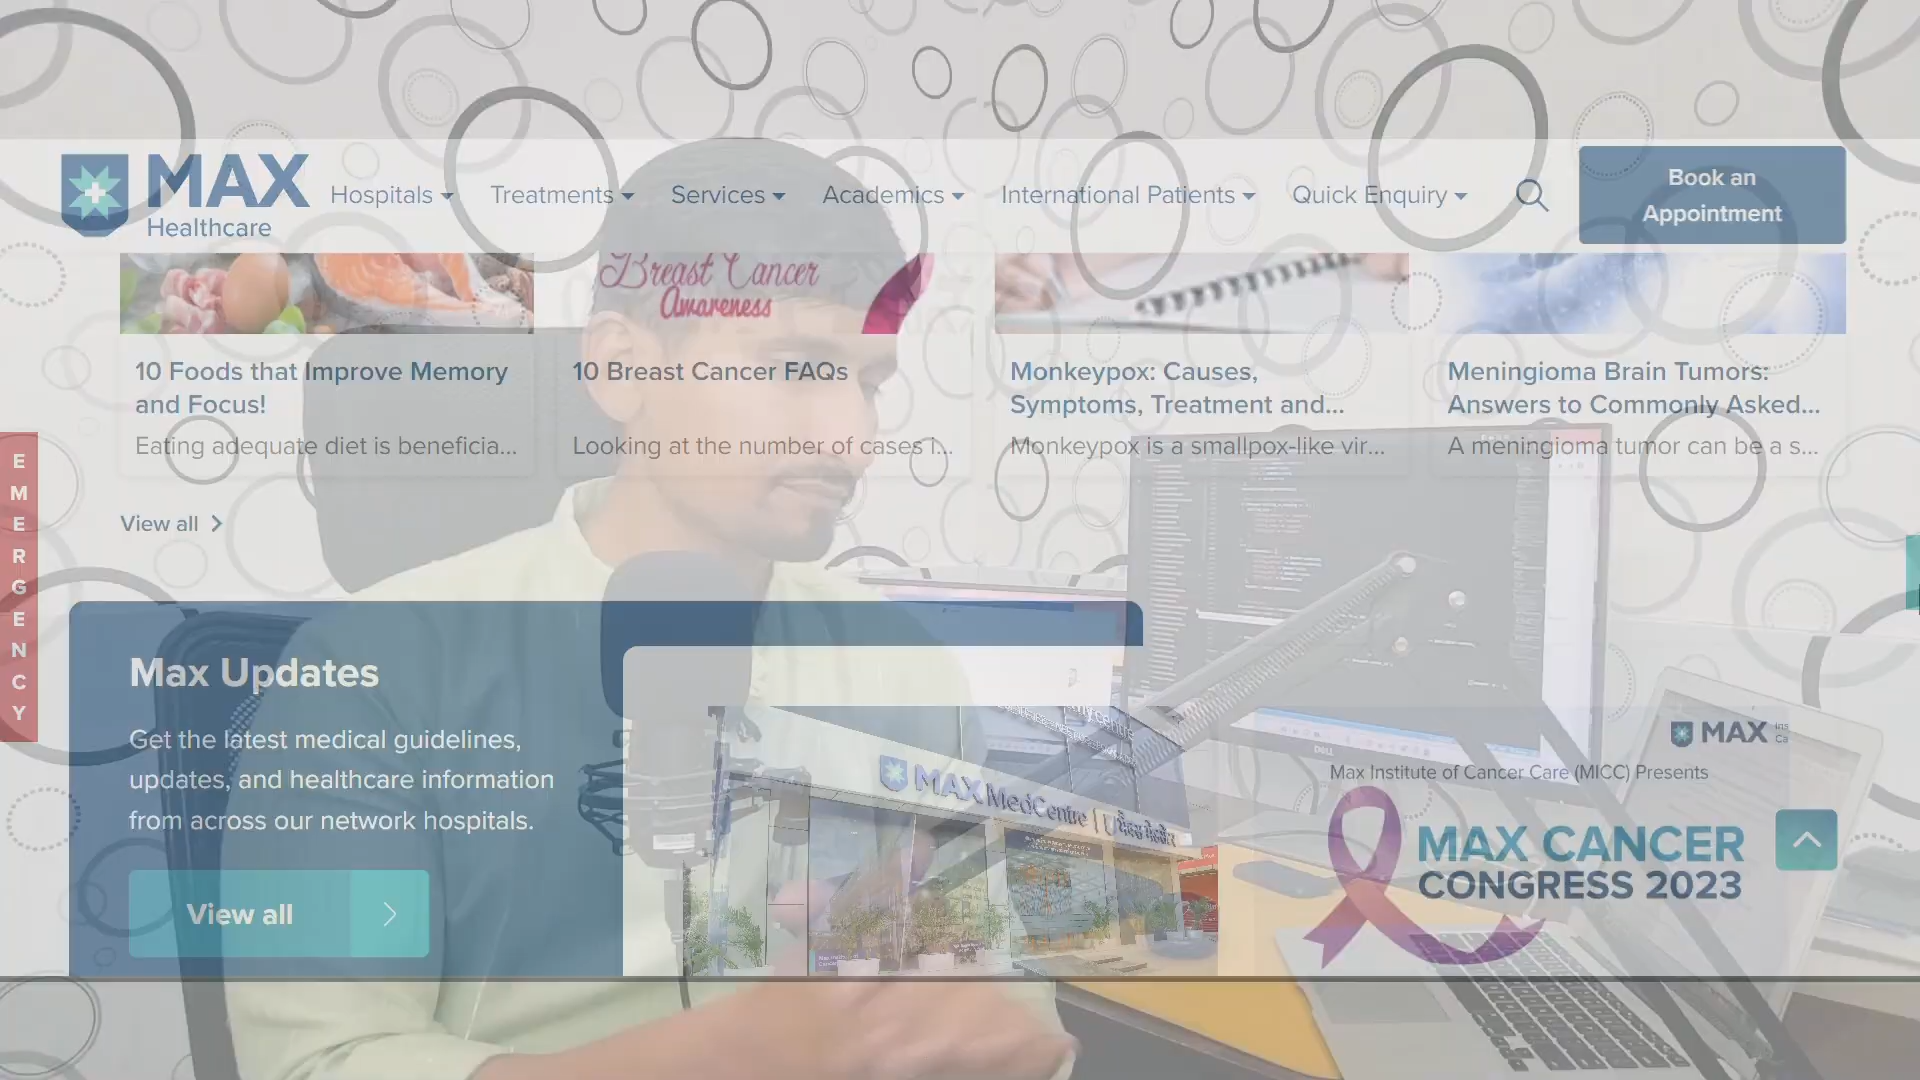 MAX
Healthcare
Hospitals
Treatments
Services
Academics
International Patients
Quick Enquiry
Book an
Appointment
Breast Cancer
Awareness
10 Foods that Improve Memory
and Focus!
Eating adequate diet is beneficia...
10 Breast Cancer FAQs
Looking at the number of cases i...
Monkeypox: Causes,
Symptoms, Treatment and...
Monkeypox is a smallpox-like vir...
Meningioma Brain Tumors:
Answers to Commonly Asked...
A meningioma tumor can be a s...
View all
EMERGENCY
Max Updates
Get the latest medical guidelines,
updates, and healthcare information
from across our network hospitals.
View all
MAX MedCentre
MAX
Ins
Ca
Max Institute of Cancer Care (MICC) Presents
MAX CANCER
CONGRESS 2023
DELL